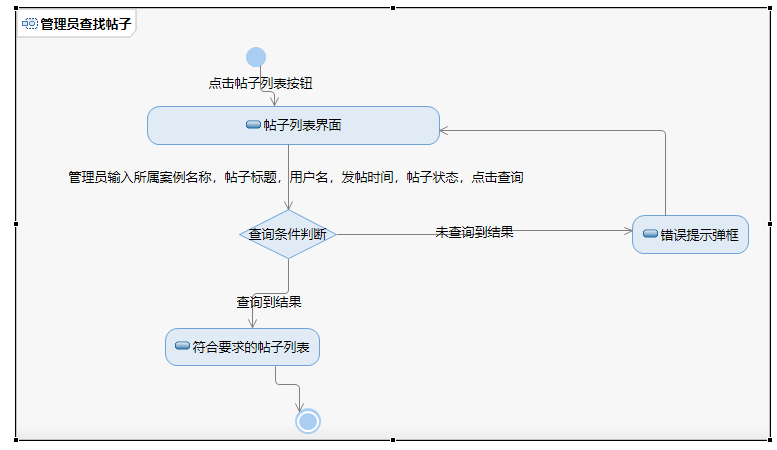 管理员查找帖子
点击帖子列表按钮
帖子列表界面
管理员输入所属案例名称，帖子标题，用户名，发帖时间，帖子状态，点击查询
查询条件判断
未查询到结果
错误提示弹框
查询到结果
符合要求的帖子列表